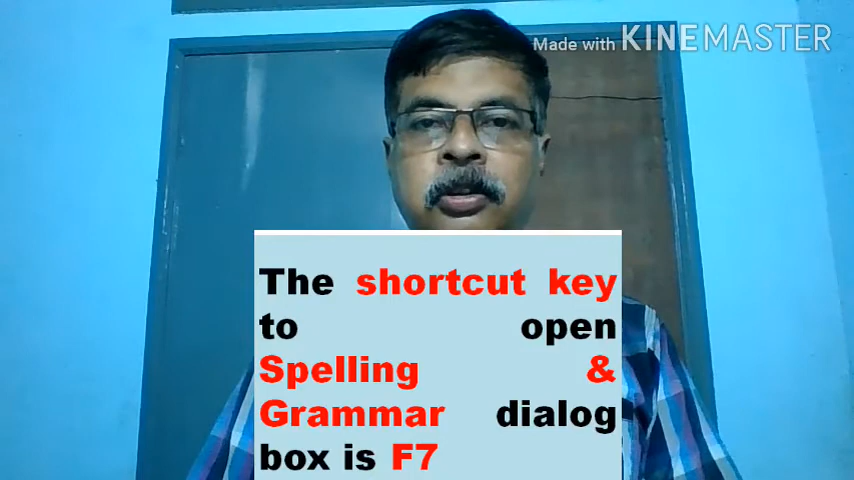 Made with KINEMASTER
The shortcut key
to open
Spelling &
Grammar dialog
box is F7